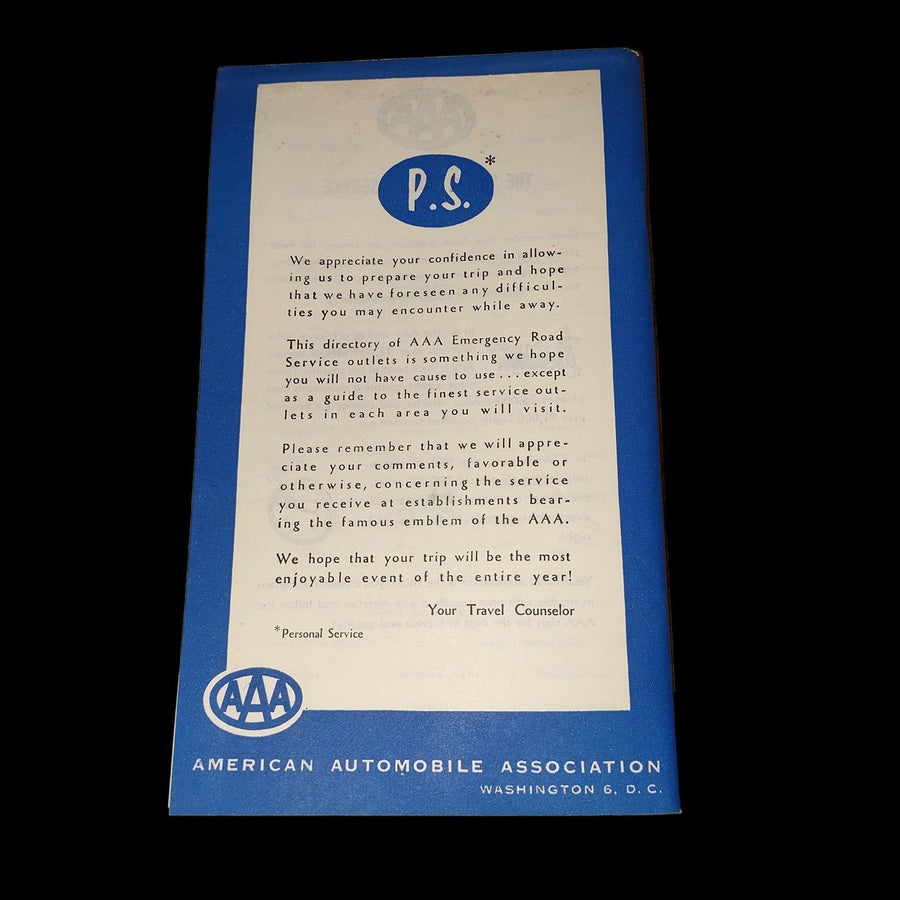 P.S.*
We appreciate your confidence in allow-
ing us to prepare your trip and hope
that we have foreseen any difficul-
ties you may encounter while away.
This directory of AAA Emergency Road
Service outlets is something we hope
you will not have cause to use...except
as a guide to the finest service out-
lets in each area you will visit.
Please remember that we will appre-
ciate your comments, favorable or
otherwise, concerning the service
you receive at establishments bear-
ing the famous emblem of the AAA.
We hope that your trip will be the most
enjoyable event of the entire year!
Your Travel Counselor
*Personal Service
AAA
AMERICAN AUTOMOBILE ASSOCIATION
WASHINGTON 6, D. C.